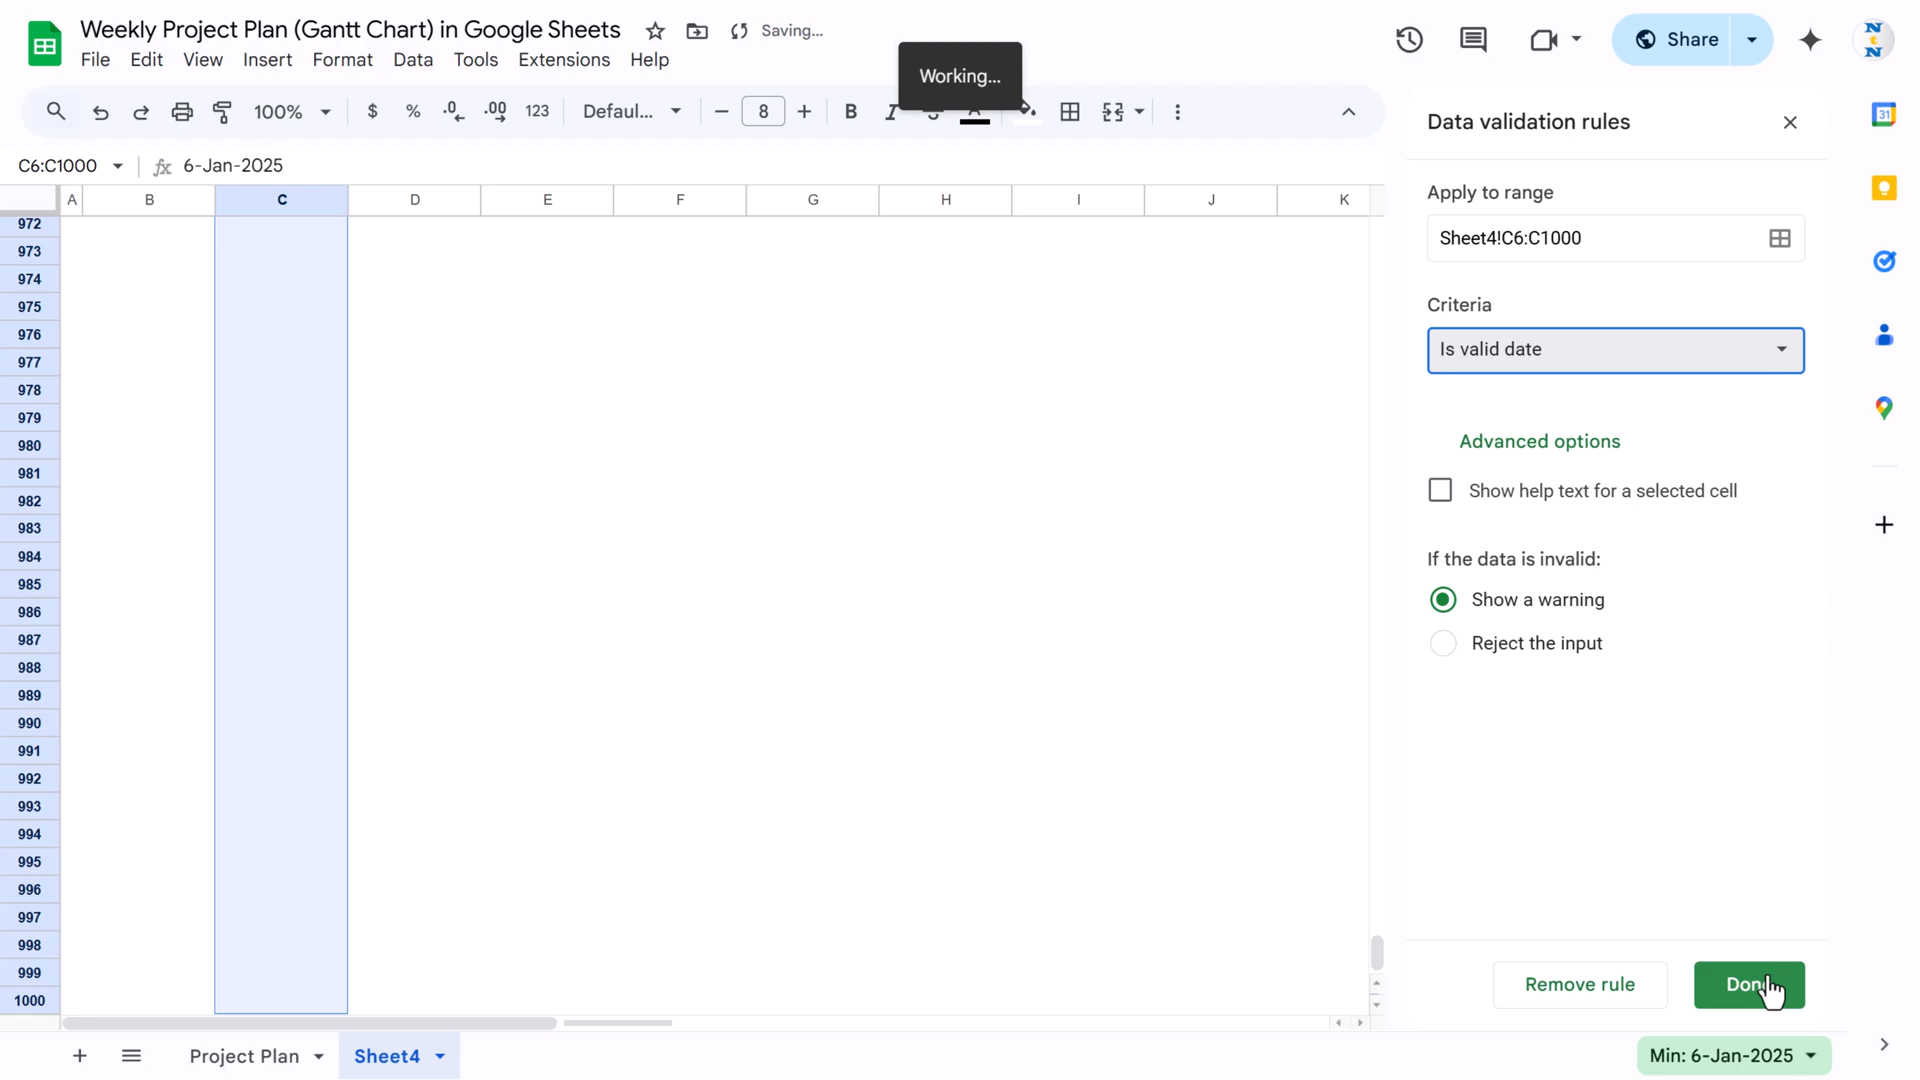 Weekly Project Plan (Gantt Chart) in Google Sheets
Saving...
File Edit View Insert Format Data Tools Extensions Help
Working...
Share
100% $ % .0 .00 123 Defaul... 8 B I
C6:C1000 fx 6-Jan-2025
A B C D E F G H I J K
972
973
974
975
976
977
978
979
980
981
982
983
984
985
986
987
988
989
990
991
992
993
994
995
996
997
998
999
1000
Data validation rules
Apply to range
Sheet4!C6:C1000
Criteria
Is valid date
Advanced options
Show help text for a selected cell
If the data is invalid:
Show a warning
Reject the input
Remove rule
31
Project Plan Sheet4
Min: 6-Jan-2025